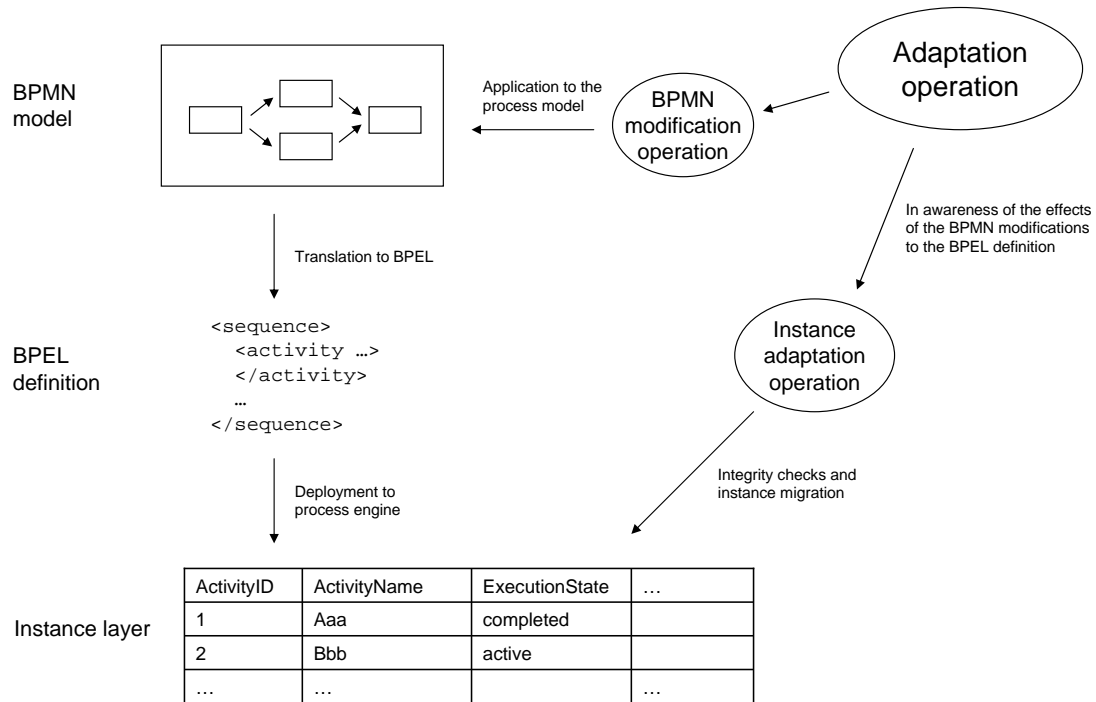 Adaptation
operation
BPMN
model
Application to the
process model
BPMN
modification
operation
In awareness of the effects
of the BPMN modifications
to the BPEL definition
Translation to BPEL
BPEL
definition
<sequence>
<activity …>
</activity>
…
</sequence>
Instance
adaptation
operation
Deployment to
process engine
Integrity checks and
instance migration
Instance layer
ActivityID ActivityName ExecutionState …
1 Aaa completed
2 Bbb active
… … …